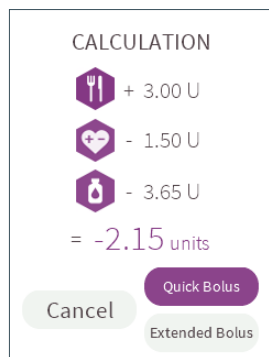 CALCULATION
+ 3.00 U
- 1.50 U
- 3.65 U
= -2.15 units
Quick Bolus
Cancel
Extended Bolus